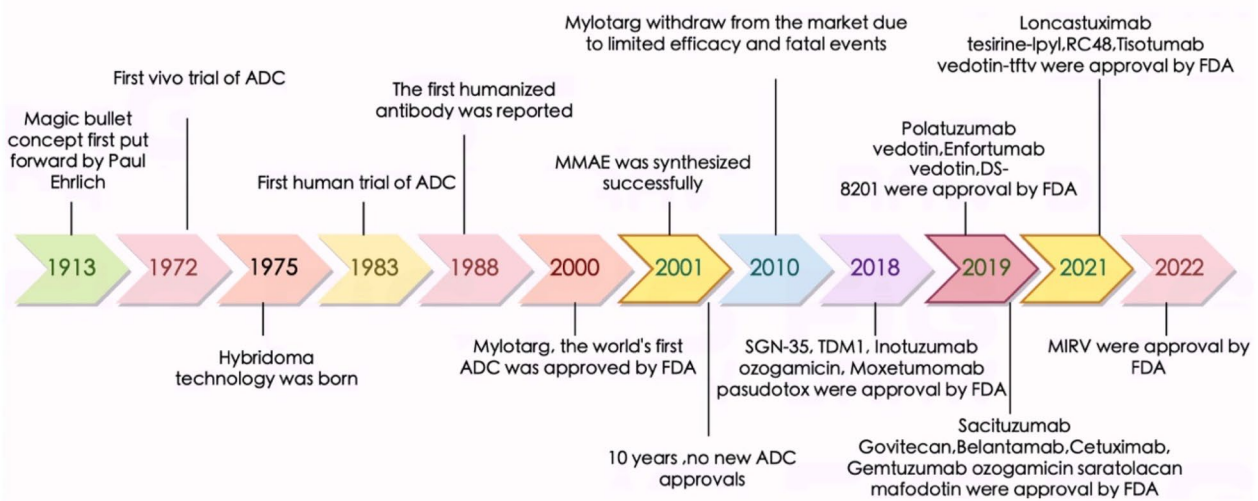 Mylotarg withdraw from the market due
to limited efficacy and fatal events
Loncastuximab
tesirine-lpyl,RC48,Tisotumab
vedotin-tftv were approval by FDA
First vivo trial of ADC
The first humanized
antibody was reported
Magic bullet
concept first put
forward by Paul
Ehrlich
Polatuzumab
vedotin,Enfortumab
vedotin,DS-
8201 were approval by FDA
MMAE was synthesized
successfully
First human trial of ADC
1913
1972
1975
1983
1988
2000
2001
2010
2018
2019
2021
2022
Hybridoma
technology was born
Mylotarg, the world's first
ADC was approved by FDA
SGN-35, TDM1, Inotuzumab
ozogamicin, Moxetumomab
pasudotox were approval by FDA
MIRV were approval by
FDA
10 years ,no new ADC
approvals
Sacituzumab
Govitecan,Belantamab,Cetuximab,
Gemtuzumab ozogamicin saratolacan
mafodotin were approval by FDA